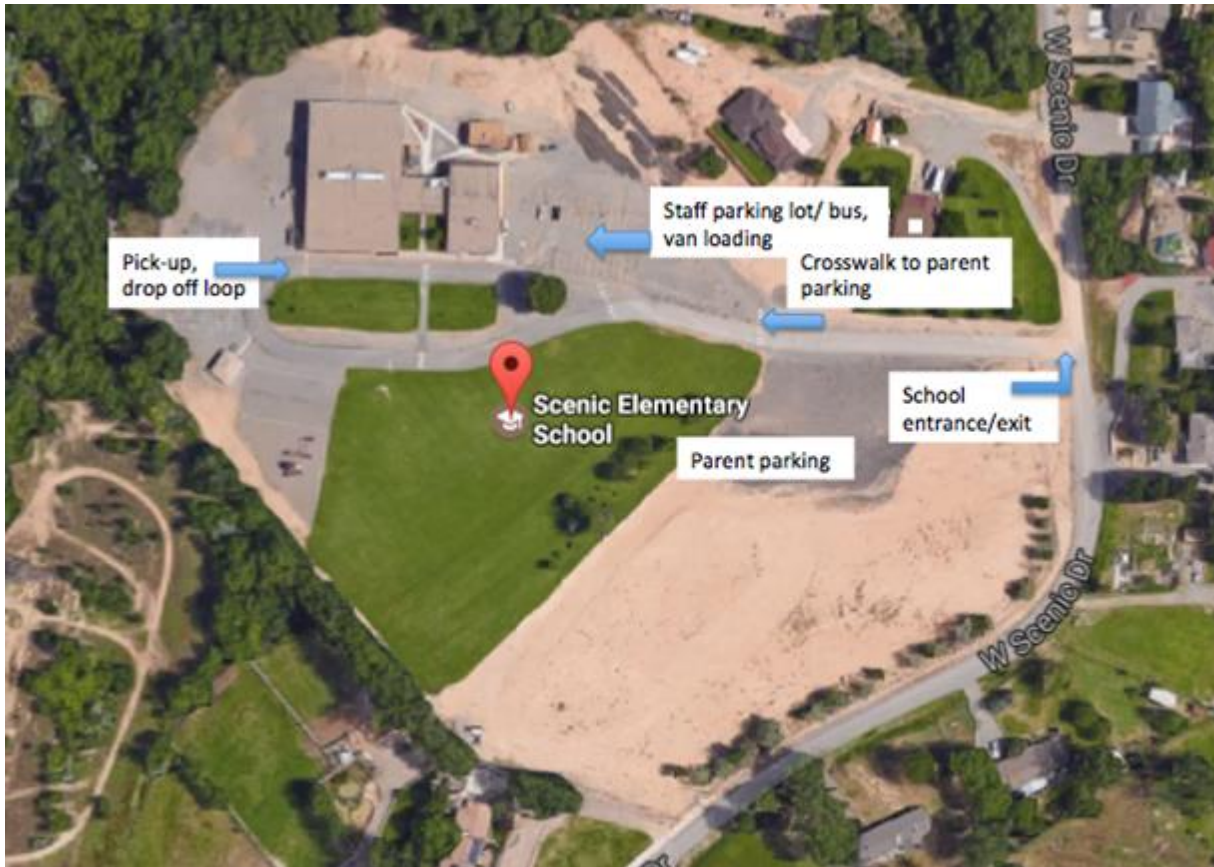 W Scenic Dr
Staff parking lot/ bus,
van loading
Pick-up,
drop off loop
Crosswalk to parent
parking
School
entrance/exit
Scenic Elementary
School
Parent parking
W Scenic Dr
Dr